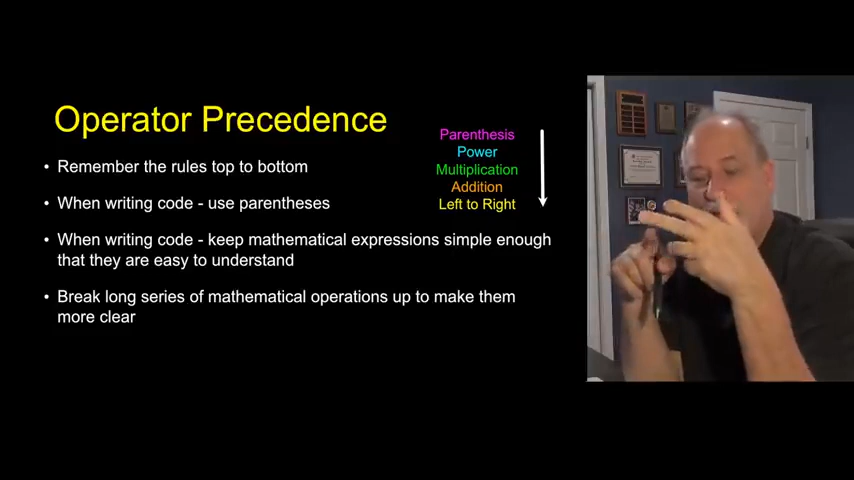 Operator Precedence
• Remember the rules top to bottom
• When writing code - use parentheses
• When writing code - keep mathematical expressions simple enough
that they are easy to understand
• Break long series of mathematical operations up to make them
more clear
Parenthesis
Power
Multiplication
Addition
Left to Right